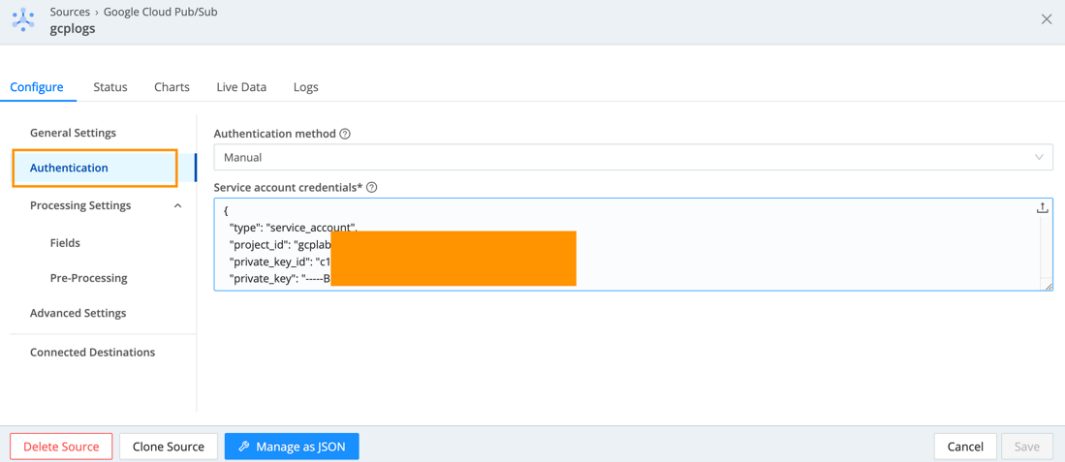 Sources › Google Cloud Pub/Sub
gcplogs
Configure Status Charts Live Data Logs
General Settings
Authentication
Processing Settings
Fields
Pre-Processing
Advanced Settings
Connected Destinations
Authentication method
Manual
Service account credentials*
{
"type": "service_account",
"project_id": "gcplab
"private_key_id": "c1
"private_key": "-----B
Delete Source Clone Source Manage as JSON Cancel Save